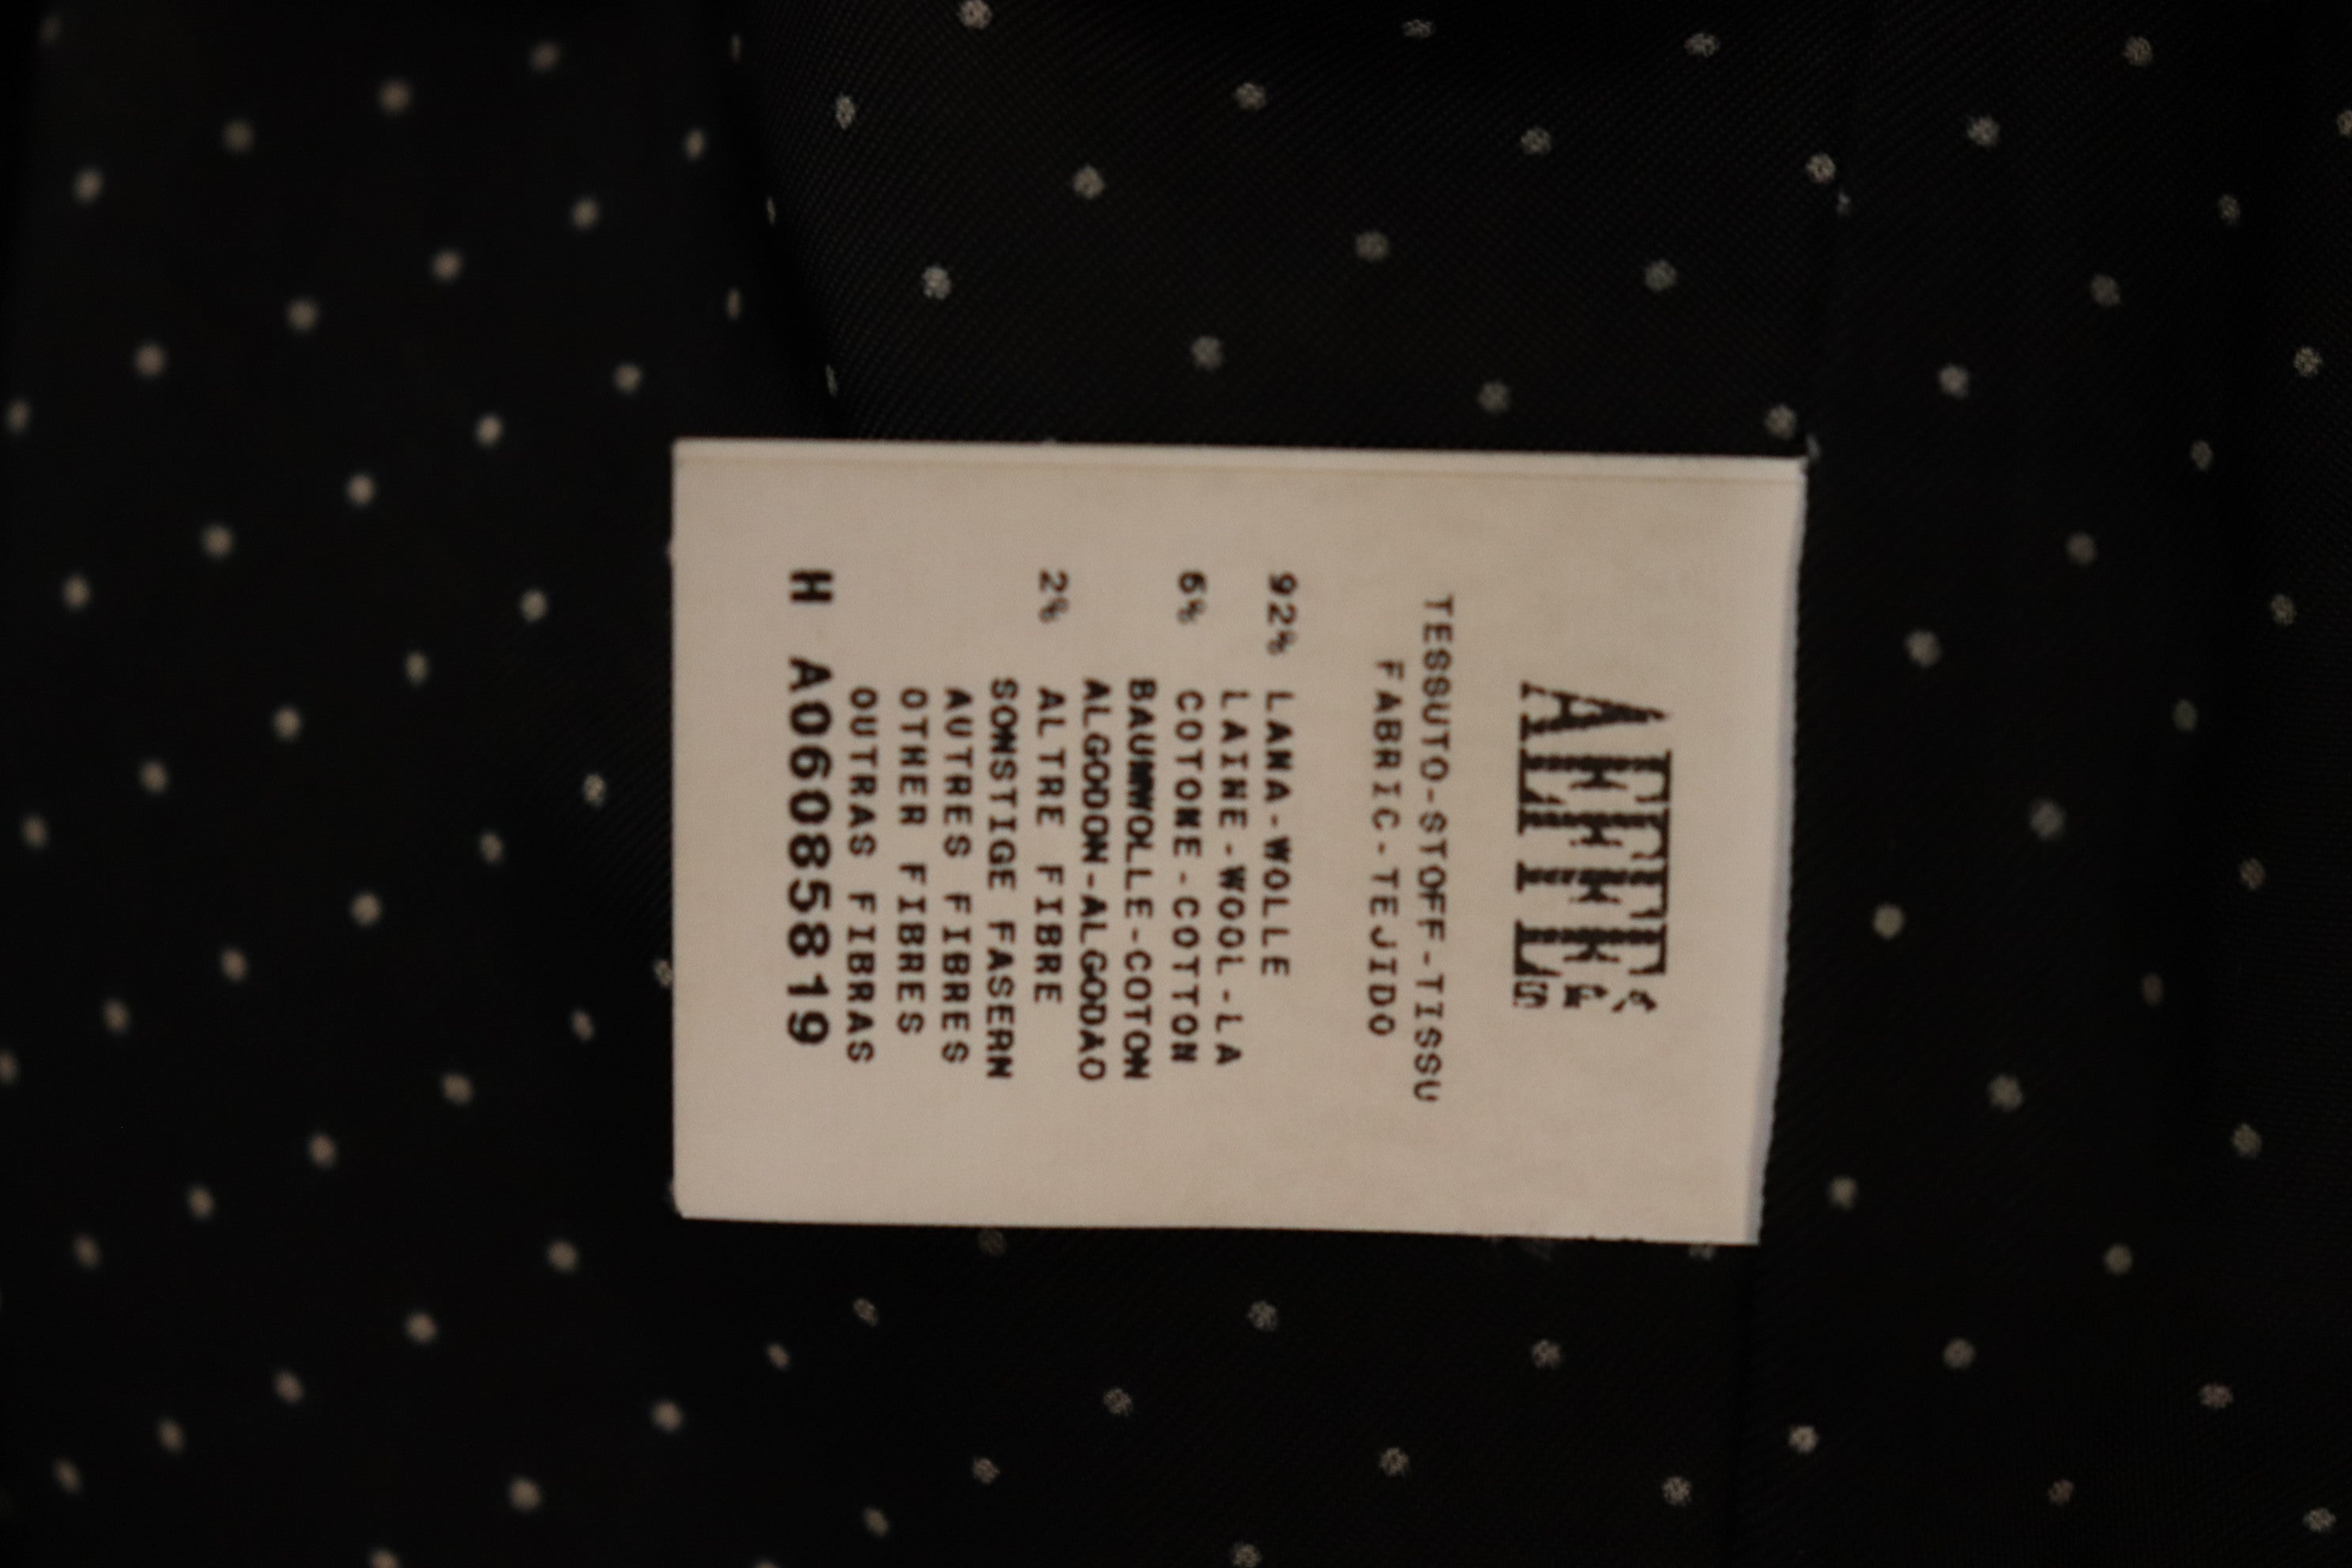 AEFFE
TESSUTO-STOFF-TISSU
FABRIC-TEJIDO
92% LANA-WOLLE
LAINE-WOOL-LA
6% COTONE-COTTON
BAUMWOLLE-COTON
ALGODON-ALGODAO
2% ALTRE FIBRE
SONSTIGE FASERN
AUTRES FIBRES
OTHER FIBRES
OUTRAS FIBRAS
H A06085819